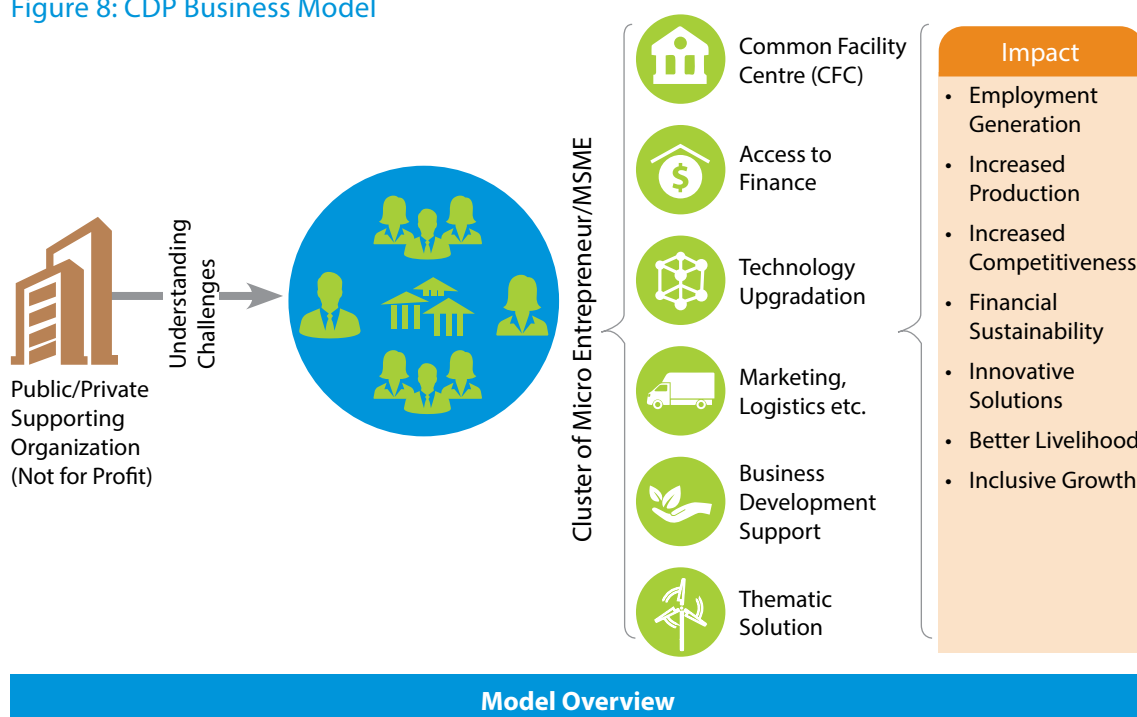 Figure 8: CDP Business Model
Public/Private
Supporting
Organization
(Not for Profit)
Understanding
Challenges
Cluster of Micro Entrepreneur/MSME
Common Facility
Centre (CFC)
Access to
Finance
Technology
Upgradation
Marketing,
Logistics etc.
Business
Development
Support
Thematic
Solution
Impact
• Employment
Generation
• Increased
Production
• Increased
Competitiveness
• Financial
Sustainability
• Innovative
Solutions
• Better Livelihood
• Inclusive Growth
Model Overview